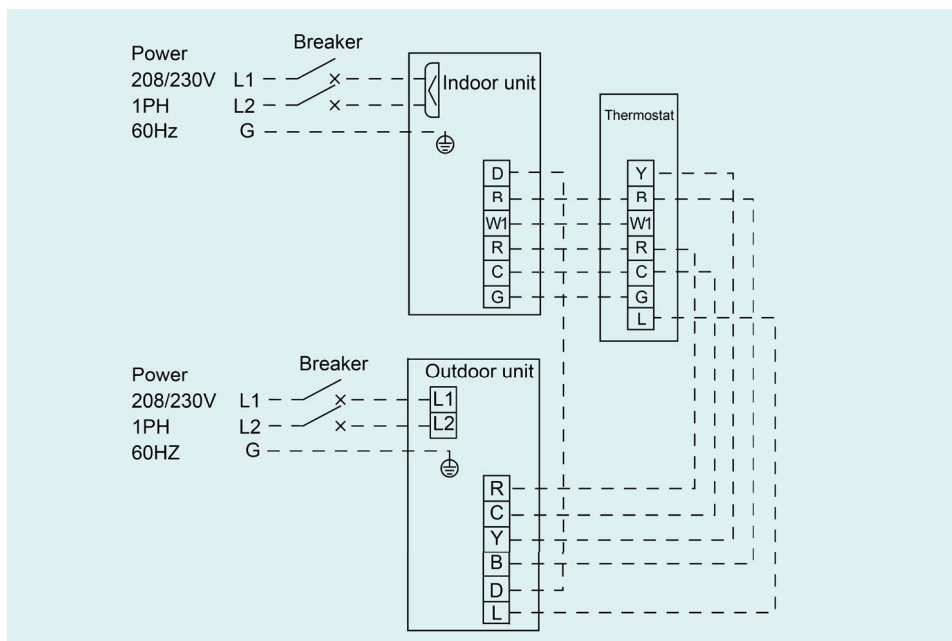 Power
Breaker
208/230V L1
1PH L2
60Hz G
Indoor unit
D
B
W1
R
C
G
Thermostat
Y
B
W1
R
C
G
L
Power
Breaker
208/230V L1
1PH L2
60HZ G
Outdoor unit
L1
L2
R
C
Y
B
D
L